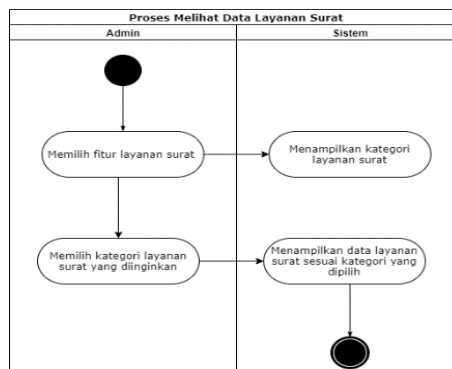 Proses Melihat Data Layanan Surat
Admin
Sistem
Memilih fitur layanan surat
Menampilkan kategori
layanan surat
Memilih kategori layanan
surat yang diinginkan
Menampilkan data layanan
surat sesuai kategori yang
dipilih